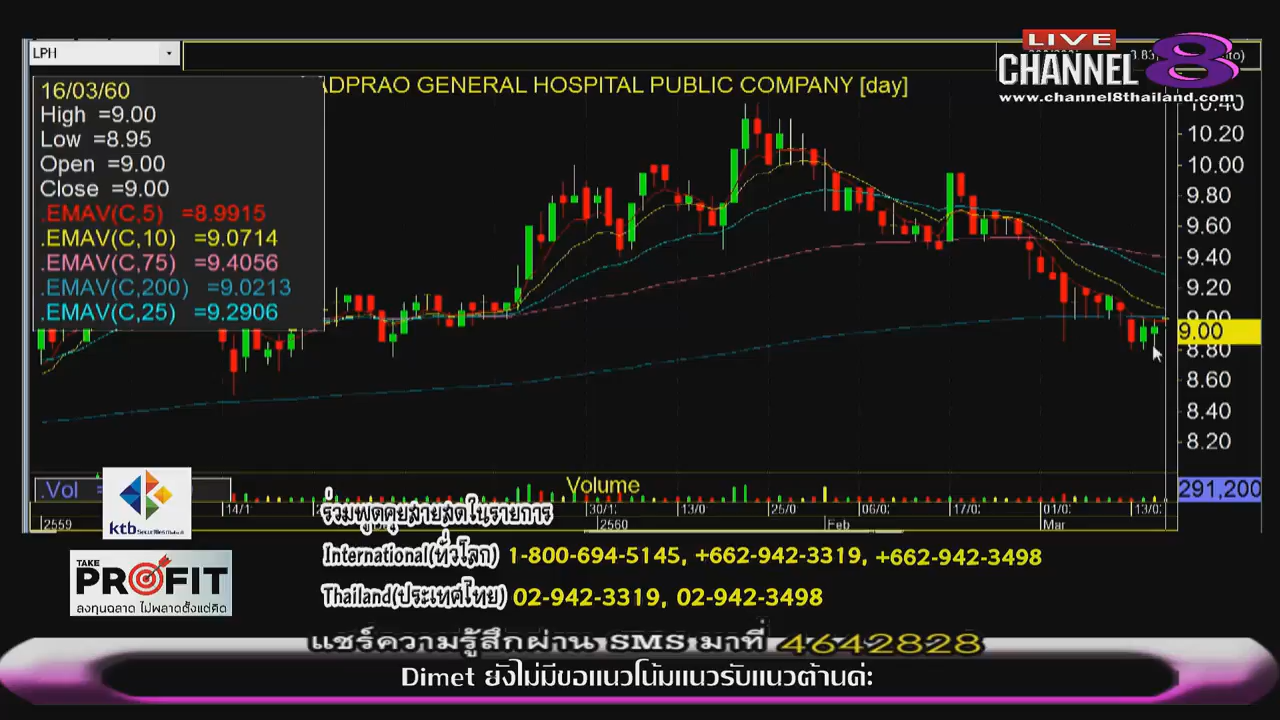 LPH
LIVE
CHANNEL 8
www.channel8thailand.com
ADPRAO GENERAL HOSPITAL PUBLIC COMPANY [day]
16/03/60
High =9.00
Low =8.95
Open =9.00
Close =9.00
.EMAV(C,5) =8.9915
.EMAV(C,10) =9.0714
.EMAV(C,75) =9.4056
.EMAV(C,200) =9.0213
.EMAV(C,25) =9.2906
10.40
10.20
10.00
9.80
9.60
9.40
9.20
9.00
9.00
8.80
8.60
8.40
8.20
.Vol =
Volume
291,200
2559
14/1
30/1
2560
13/0
25/0
Feb
06/0
17/0
01/0
Mar
13/0
ktb
Securities
TAKE
PROFIT
ลงทุนฉลาด ไม่พลาดตั้งแต่คิด
ร่วมพูดคุยสายสดในรายการ
International(ทั่วโลก) 1-800-694-5145, +662-942-3319, +662-942-3498
Thailand(ประเทศไทย) 02-942-3319, 02-942-3498
แชร์ความรู้สึกผ่าน SMS มาที่ 4642828
Dimet ยังไม่มีขอแนวโน้มแนวรับแนวต้านค่ะ